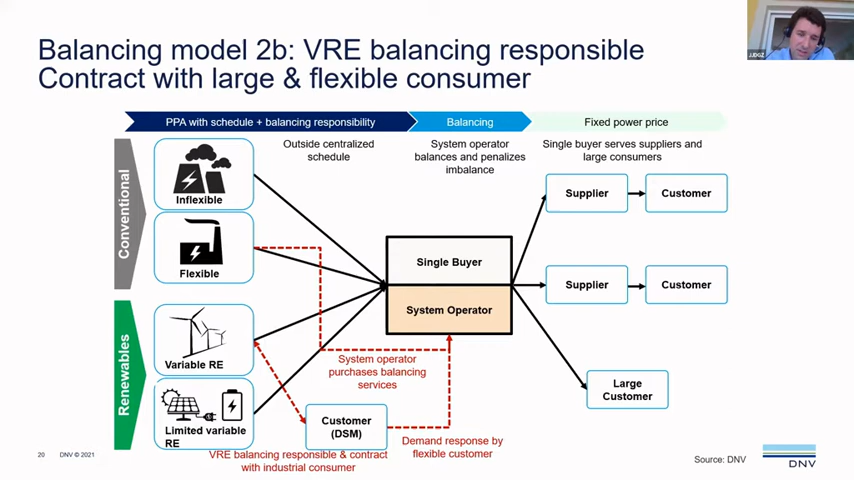 Balancing model 2b: VRE balancing responsible
Contract with large & flexible consumer
JJDGZ
PPA with schedule + balancing responsibility
Balancing
Fixed power price
Outside centralized
schedule
System operator
balances and penalizes
imbalance
Single buyer serves suppliers and
large consumers
Conventional
Inflexible
Flexible
Renewables
Variable RE
Limited variable
RE
Single Buyer
System Operator
Supplier
Customer
Supplier
Customer
Large
Customer
System operator
purchases balancing
services
Customer
(DSM)
Demand response by
flexible customer
VRE balancing responsible & contract
with industrial consumer
20
DNV © 2021
Source: DNV
DNV